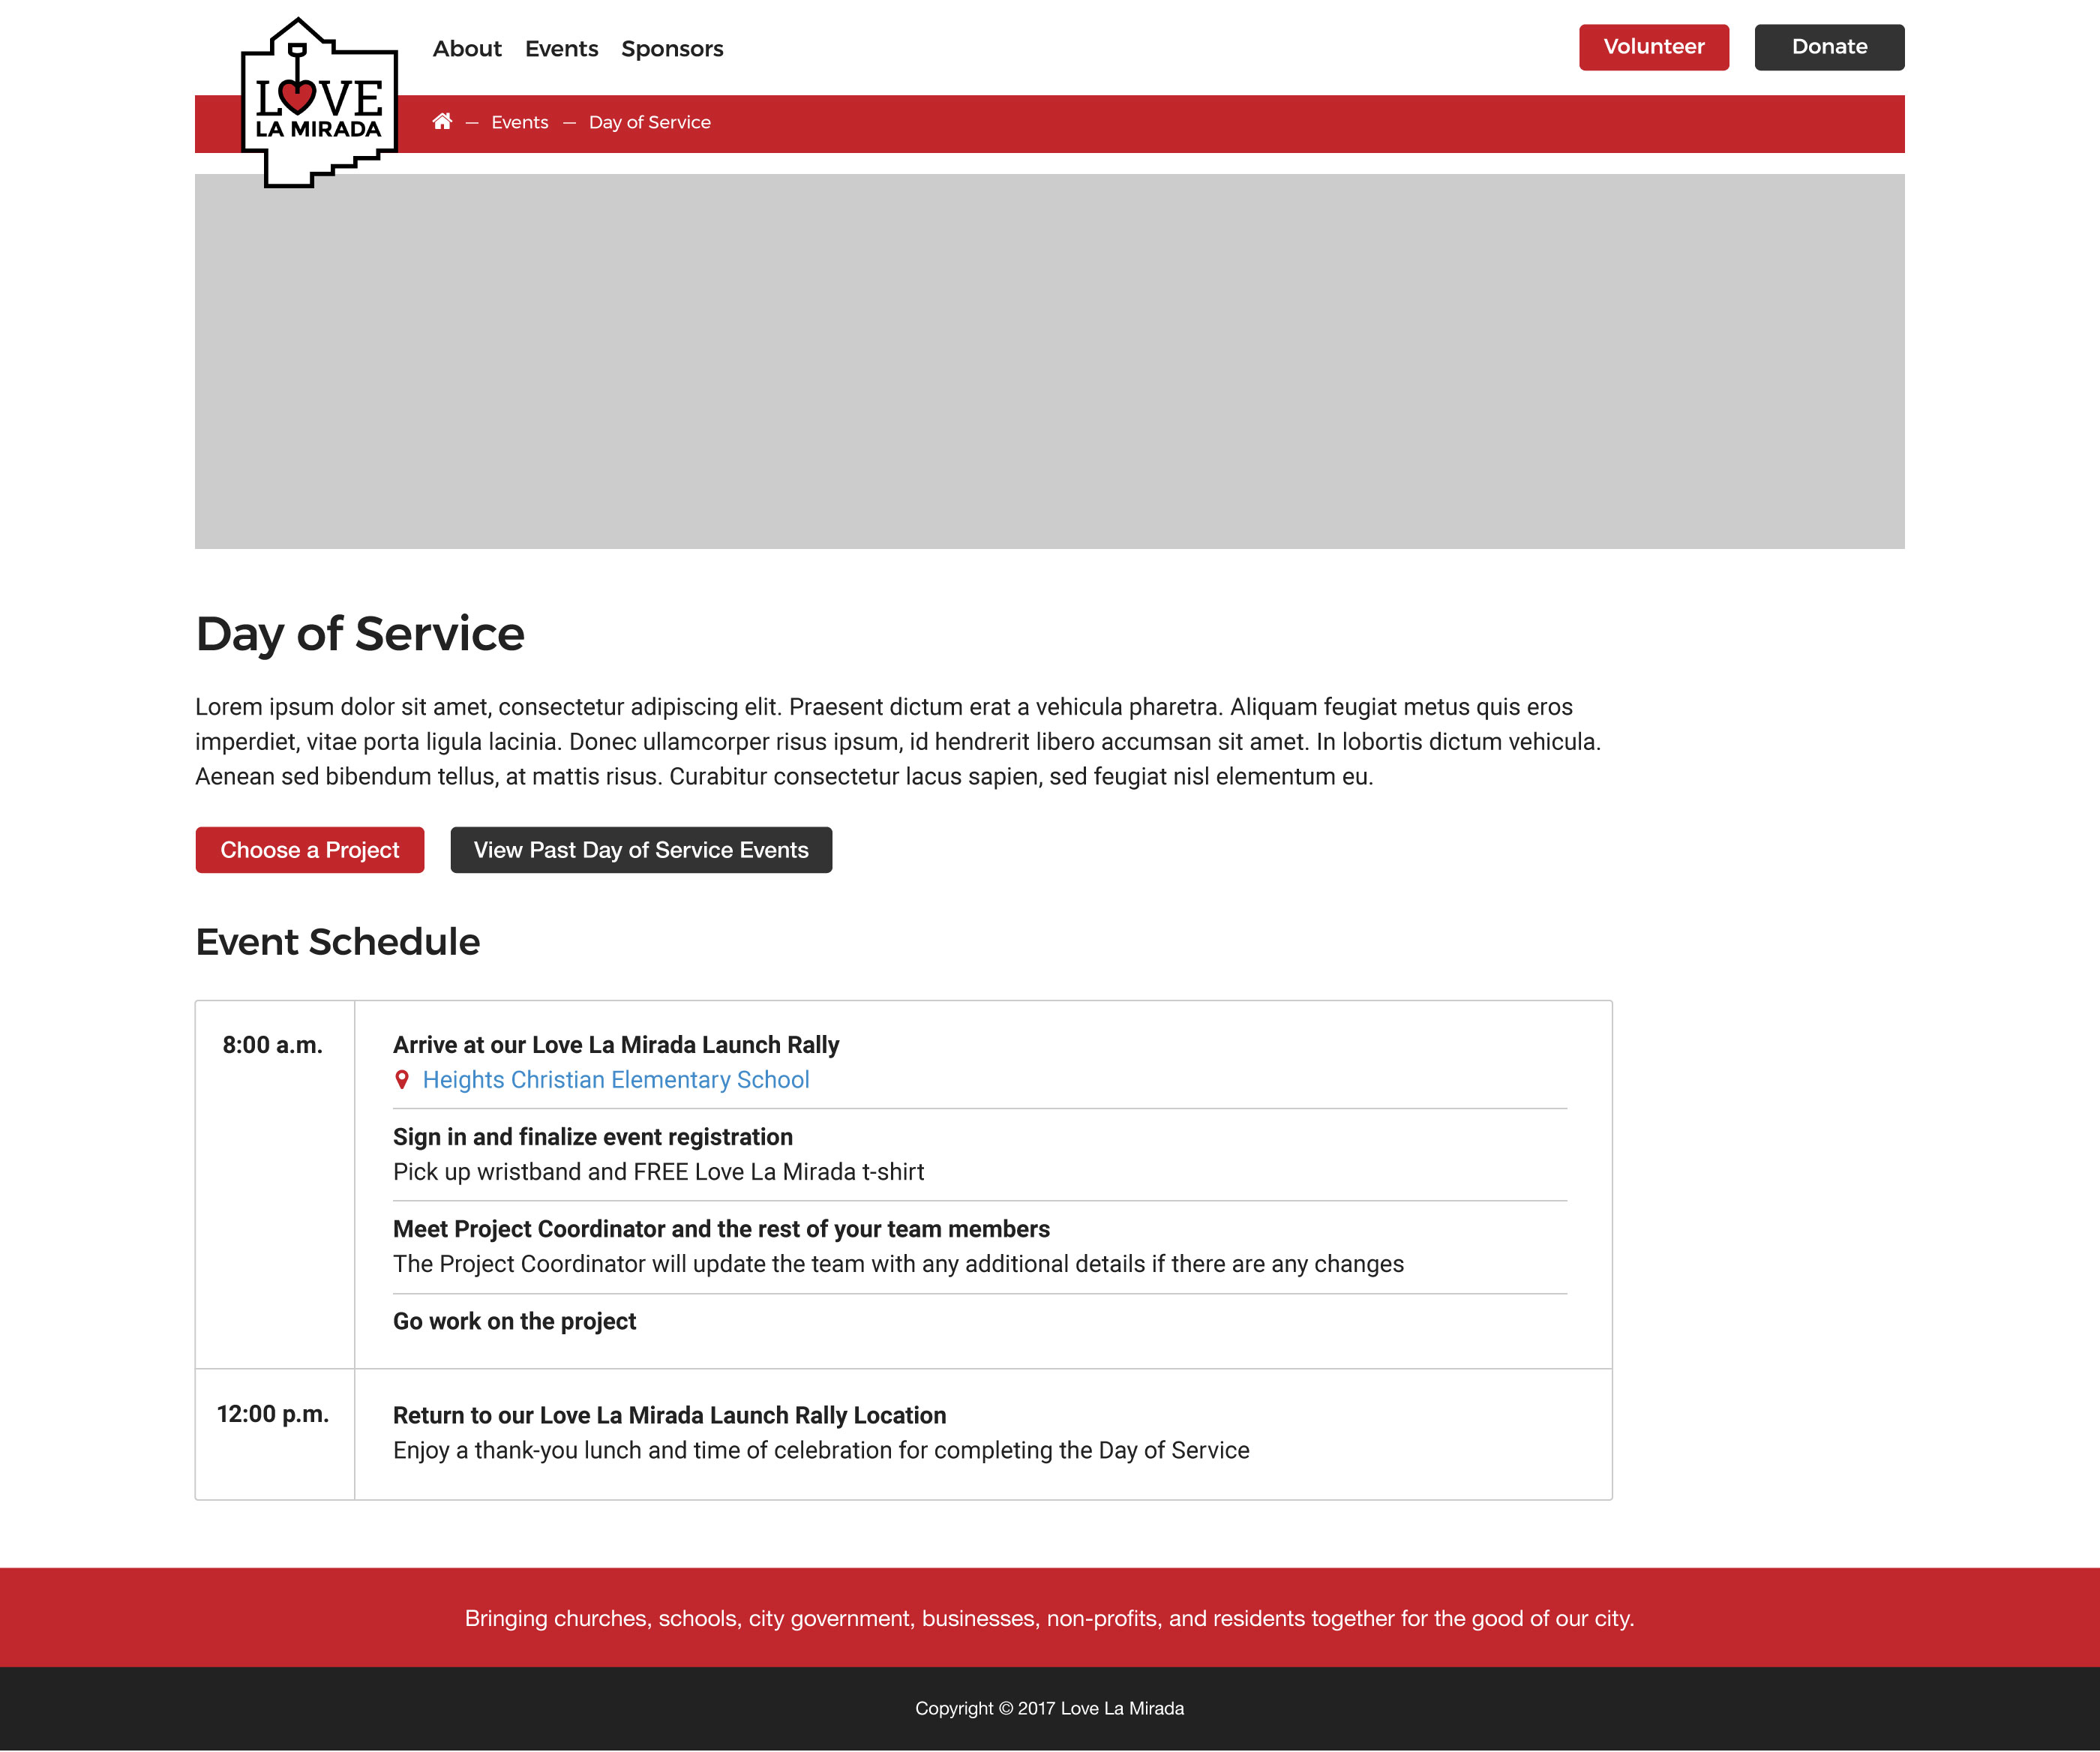 LOVE
LA MIRADA
About Events Sponsors
Volunteer Donate
— Events — Day of Service
Day of Service
Lorem ipsum dolor sit amet, consectetur adipiscing elit. Praesent dictum erat a vehicula pharetra. Aliquam feugiat metus quis eros
imperdiet, vitae porta ligula lacinia. Donec ullamcorper risus ipsum, id hendrerit libero accumsan sit amet. In lobortis dictum vehicula.
Aenean sed bibendum tellus, at mattis risus. Curabitur consectetur lacus sapien, sed feugiat nisl elementum eu.
Choose a Project View Past Day of Service Events
Event Schedule
8:00 a.m. Arrive at our Love La Mirada Launch Rally
Heights Christian Elementary School
Sign in and finalize event registration
Pick up wristband and FREE Love La Mirada t-shirt
Meet Project Coordinator and the rest of your team members
The Project Coordinator will update the team with any additional details if there are any changes
Go work on the project
12:00 p.m. Return to our Love La Mirada Launch Rally Location
Enjoy a thank-you lunch and time of celebration for completing the Day of Service
Bringing churches, schools, city government, businesses, non-profits, and residents together for the good of our city.
Copyright © 2017 Love La Mirada